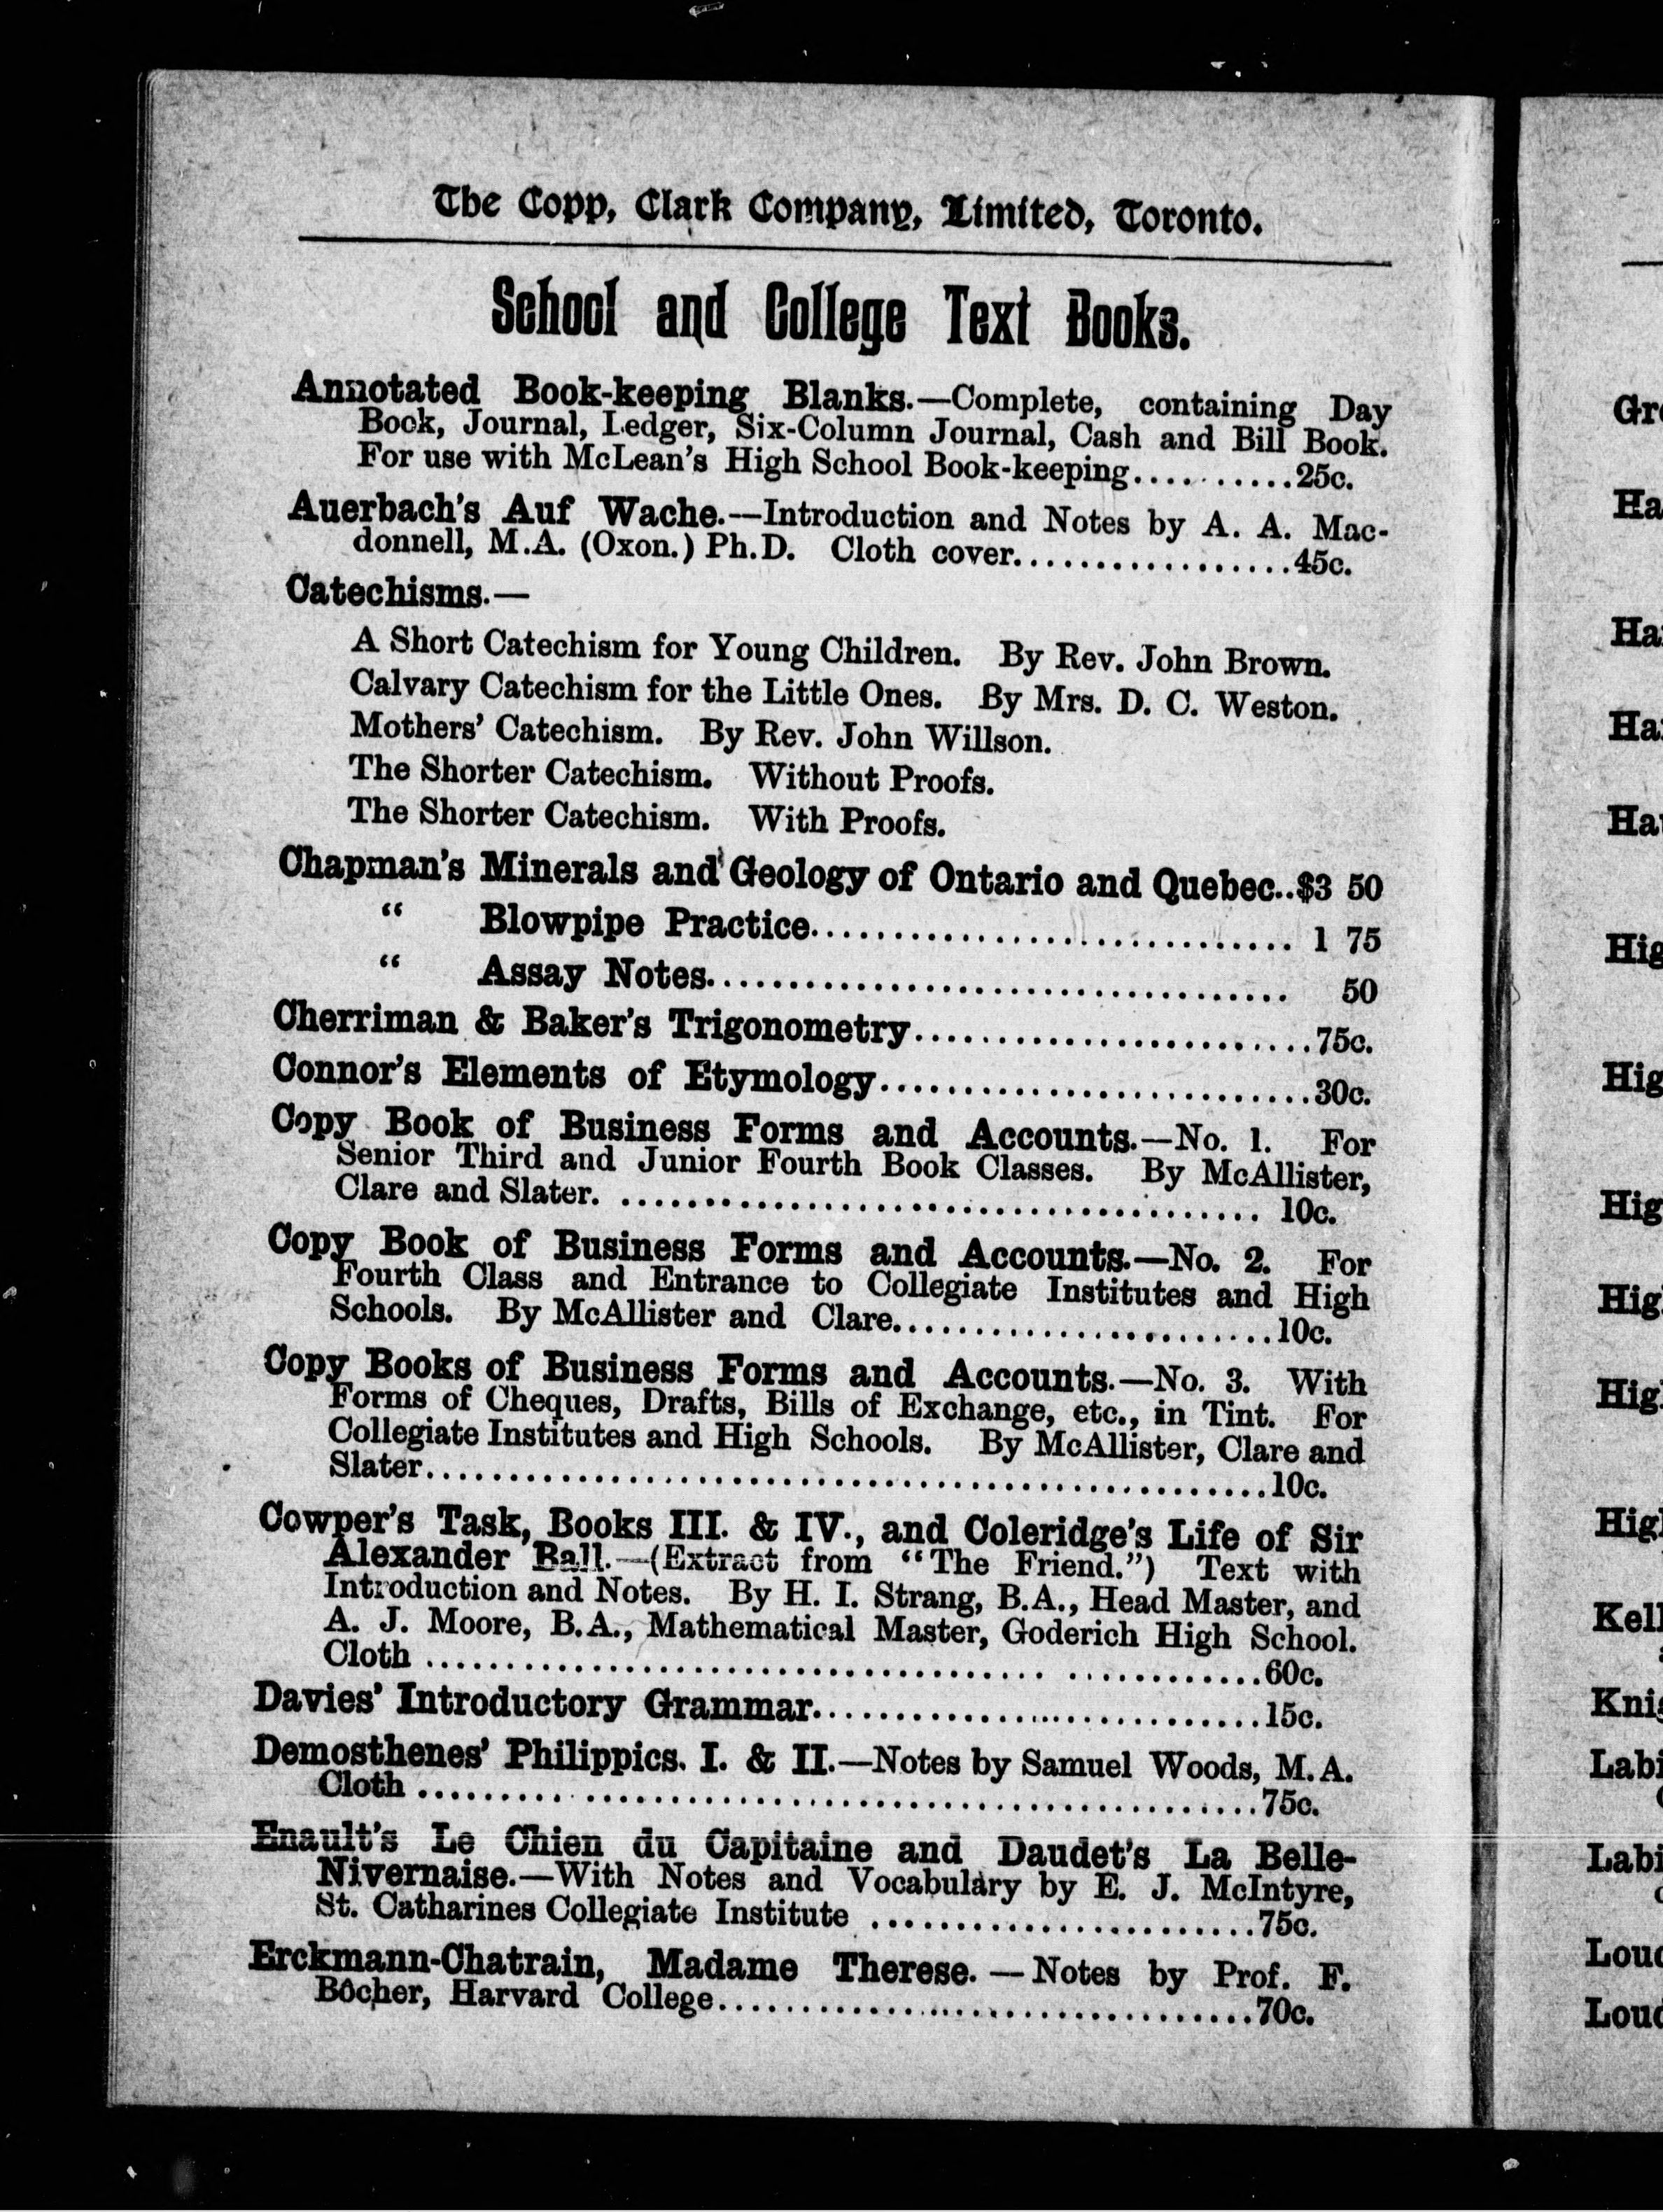 The Copp, Clark Company, Limited, Toronto.
School and College Text Books.
Annotated Book-keeping Blanks.—Complete, containing Day
Book, Journal, Ledger, Six-Column Journal, Cash and Bill Book.
For use with McLean's High School Book-keeping..........25c.
Auerbach's Auf Wache.—Introduction and Notes by A. A. Mac-
donnell, M.A. (Oxon.) Ph.D. Cloth cover.................45c.
Catechisms.—
A Short Catechism for Young Children. By Rev. John Brown.
Calvary Catechism for the Little Ones. By Mrs. D. C. Weston.
Mothers' Catechism. By Rev. John Willson.
The Shorter Catechism. Without Proofs.
The Shorter Catechism. With Proofs.
Chapman's Minerals and Geology of Ontario and Quebec..$3 50
" Blowpipe Practice.............................. 1 75
" Assay Notes.................................... 50
Cherriman & Baker's Trigonometry.........................75c.
Connor's Elements of Etymology...........................30c.
Copy Book of Business Forms and Accounts.—No. 1. For
Senior Third and Junior Fourth Book Classes. By McAllister,
Clare and Slater. ....................................... 10c.
Copy Book of Business Forms and Accounts.—No. 2. For
Fourth Class and Entrance to Collegiate Institutes and High
Schools. By McAllister and Clare........................10c.
Copy Books of Business Forms and Accounts.—No. 3. With
Forms of Cheques, Drafts, Bills of Exchange, etc., in Tint. For
Collegiate Institutes and High Schools. By McAllister, Clare and
Slater....................................................10c.
Cowper's Task, Books III. & IV., and Coleridge's Life of Sir
Alexander Ball.—(Extract from "The Friend.") Text with
Introduction and Notes. By H. I. Strang, B.A., Head Master, and
A. J. Moore, B.A., Mathematical Master, Goderich High School.
Cloth ...................................................60c.
Davies' Introductory Grammar............................15c.
Demosthenes' Philippics. I. & II.—Notes by Samuel Woods, M.A.
Cloth ...................................................75c.
Enault's Le Chien du Capitaine and Daudet's La Belle-
Nivernaise.—With Notes and Vocabulary by E. J. McIntyre,
St. Catharines Collegiate Institute ........................75c.
Erckmann-Chatrain, Madame Therese. — Notes by Prof. F.
Bôcher, Harvard College.................................70c.